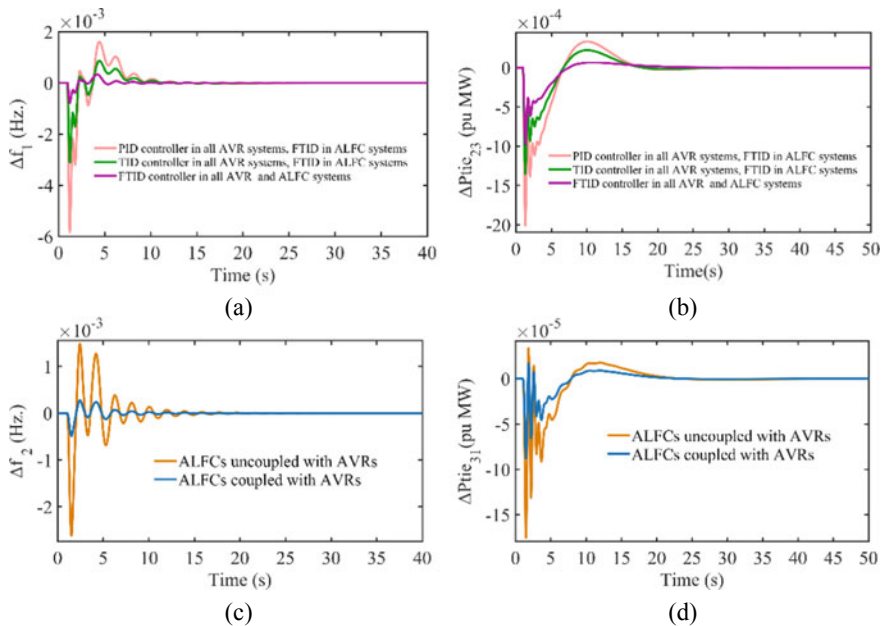 ×10⁻³
2
0
-2
-4
-6
Δf₁ (Hz.)
PID controller in all AVR systems, FTID in ALFC systems
TID controller in all AVR systems, FTID in ALFC systems
FTID controller in all AVR and ALFC systems
0 5 10 15 20 25 30 35 40
Time (s)
(a)
×10⁻⁴
5
0
-5
-10
-15
-20
ΔPtie₂₃ (pu MW)
PID controller in all AVR systems, FTID in ALFC systems
TID controller in all AVR systems, FTID in ALFC systems
FTID controller in all AVR and ALFC systems
0 5 10 15 20 25 30 35 40 45 50
Time(s)
(b)
×10⁻³
1
0
-1
-2
Δf₂ (Hz.)
ALFCs uncoupled with AVRs
ALFCs coupled with AVRs
0 5 10 15 20 25 30 35 40
Time (s)
(c)
×10⁻⁵
5
0
-5
-10
-15
ΔPtie₃₁(pu MW)
ALFCs uncoupled with AVRs
ALFCs coupled with AVRs
0 5 10 15 20 25 30 35 40 45 50
Time (s)
(d)